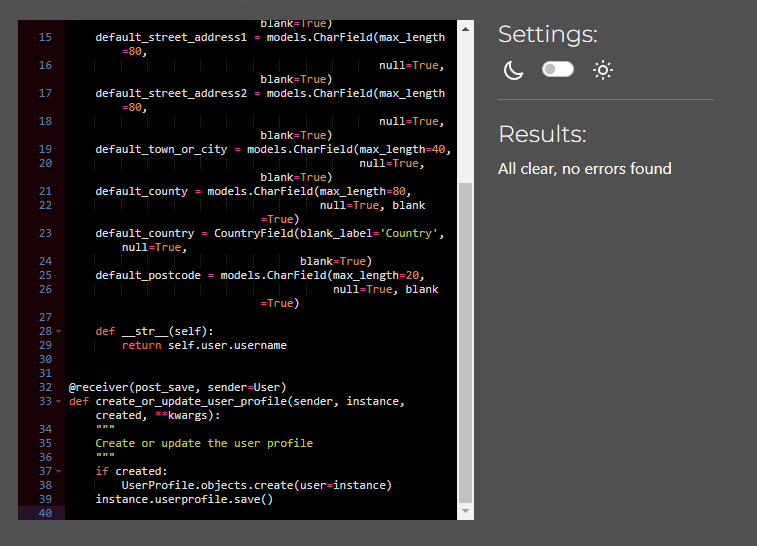 blank=True)
15 default_street_address1 = models.CharField(max_length
=80,
16 null=True,
blank=True)
17 default_street_address2 = models.CharField(max_length
=80,
18 null=True,
blank=True)
19 default_town_or_city = models.CharField(max_length=40,
20 null=True,
blank=True)
21 default_county = models.CharField(max_length=80,
22 null=True, blank
=True)
23 default_country = CountryField(blank_label='Country',
null=True,
24 blank=True)
25 default_postcode = models.CharField(max_length=20,
26 null=True, blank
=True)
27
28 def __str__(self):
29 return self.user.username
30
31
32 @receiver(post_save, sender=User)
33 def create_or_update_user_profile(sender, instance,
created, **kwargs):
34 """
35 Create or update the user profile
36 """
37 if created:
38 UserProfile.objects.create(user=instance)
39 instance.userprofile.save()
40
Settings:
Results:
All clear, no errors found